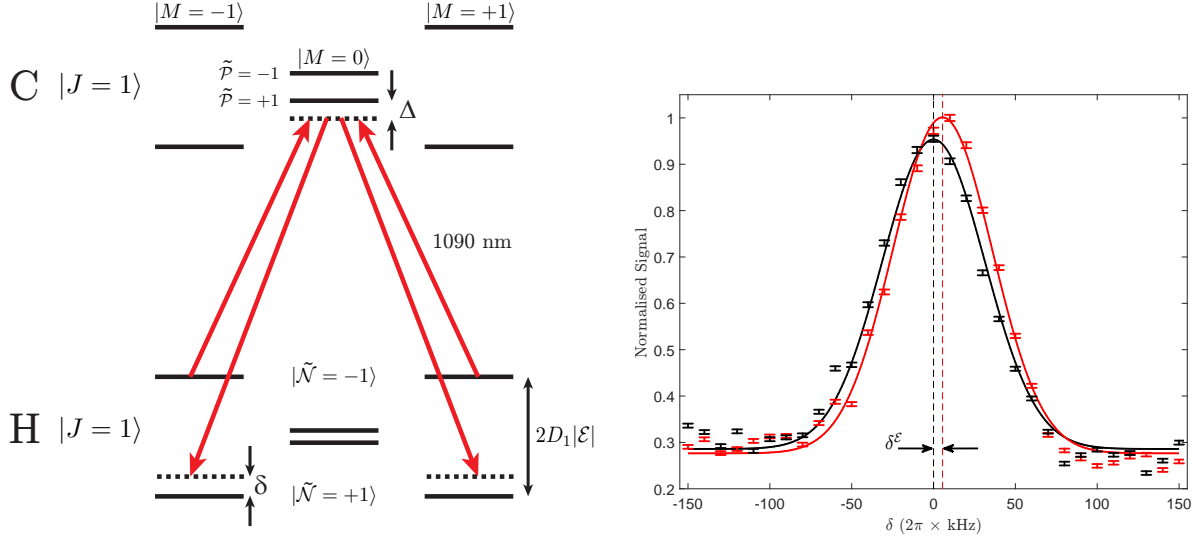 |M = −1⟩
|M = +1⟩
|M = 0⟩
C |J = 1⟩
𝒫̃ = −1
𝒫̃ = +1
Δ
1090 nm
|𝒩̃ = −1⟩
H |J = 1⟩
2D₁|ℰ|
δ
|𝒩̃ = +1⟩
Normalised Signal
1
0.9
0.8
0.7
0.6
0.5
0.4
0.3
0.2
δ^ℰ
-150 -100 -50 0 50 100 150
δ (2π × kHz)